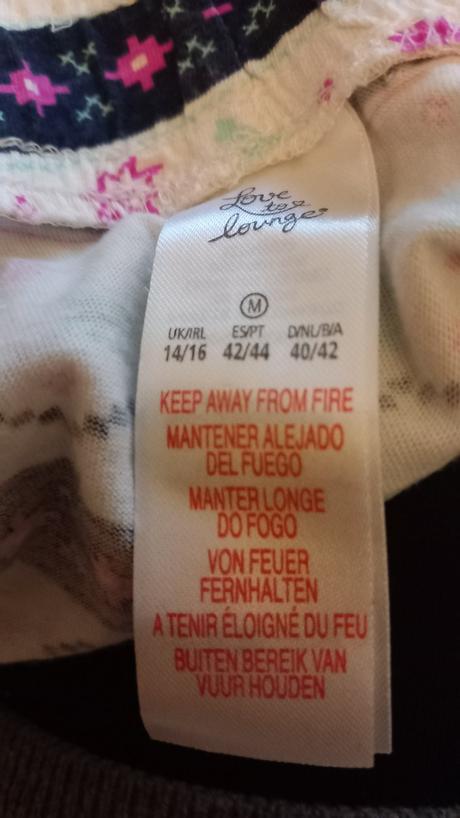 Love
to
lounge
M
UK/IRL ES/PT D/NL/B/A
14/16 42/44 40/42
KEEP AWAY FROM FIRE
MANTENER ALEJADO
DEL FUEGO
MANTER LONGE
DO FOGO
VON FEUER
FERNHALTEN
A TENIR ÉLOIGNÉ DU FEU
BUITEN BEREIK VAN
VUUR HOUDEN